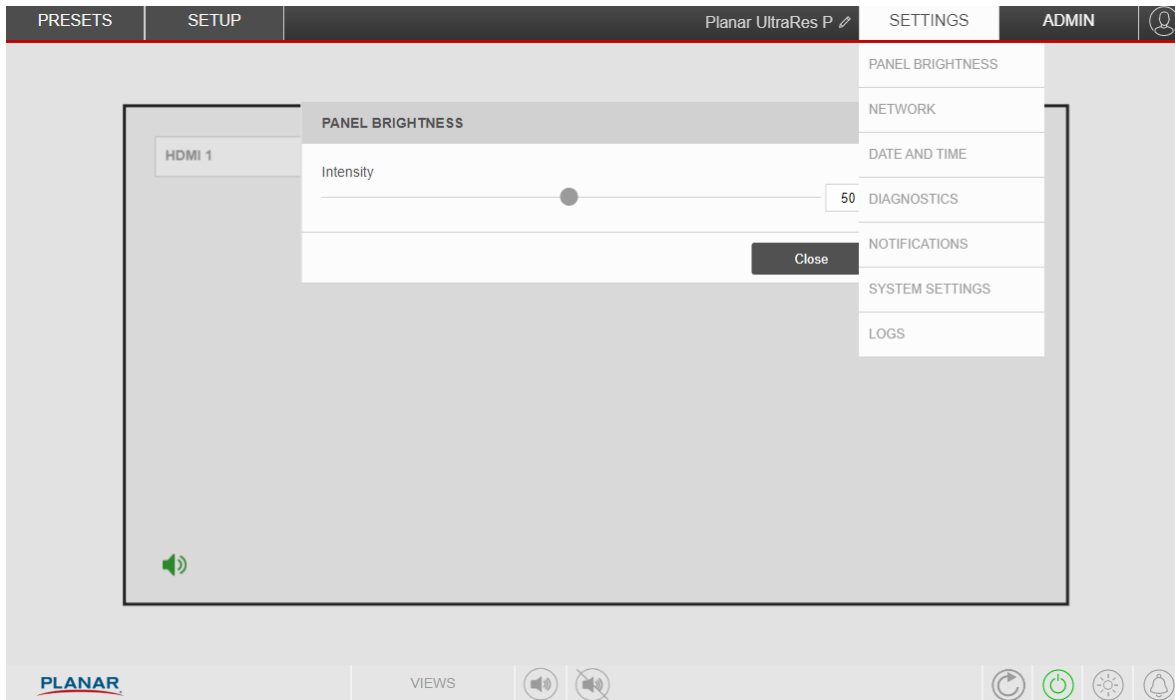 PRESETS SETUP Planar UltraRes P SETTINGS ADMIN
PANEL BRIGHTNESS
NETWORK
DATE AND TIME
DIAGNOSTICS
NOTIFICATIONS
SYSTEM SETTINGS
LOGS
PANEL BRIGHTNESS
HDMI 1
Intensity
50
Close
PLANAR VIEWS